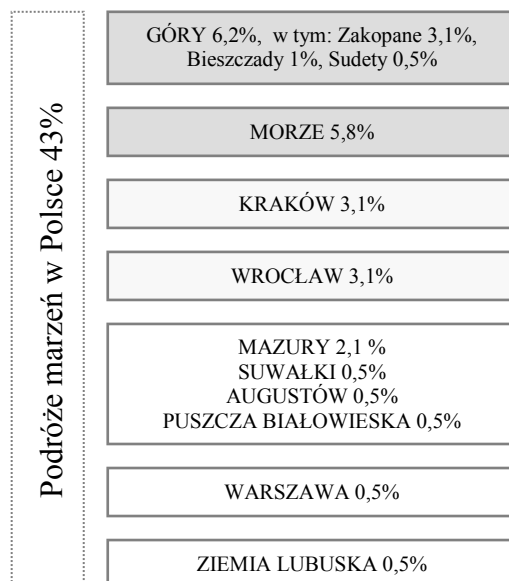 Podróże marzeń w Polsce 43%
GÓRY 6,2%, w tym: Zakopane 3,1%,
Bieszczady 1%, Sudety 0,5%
MORZE 5,8%
KRAKÓW 3,1%
WROCŁAW 3,1%
MAZURY 2,1 %
SUWAŁKI 0,5%
AUGUSTÓW 0,5%
PUSZCZA BIAŁOWIESKA 0,5%
WARSZAWA 0,5%
ZIEMIA LUBUSKA 0,5%